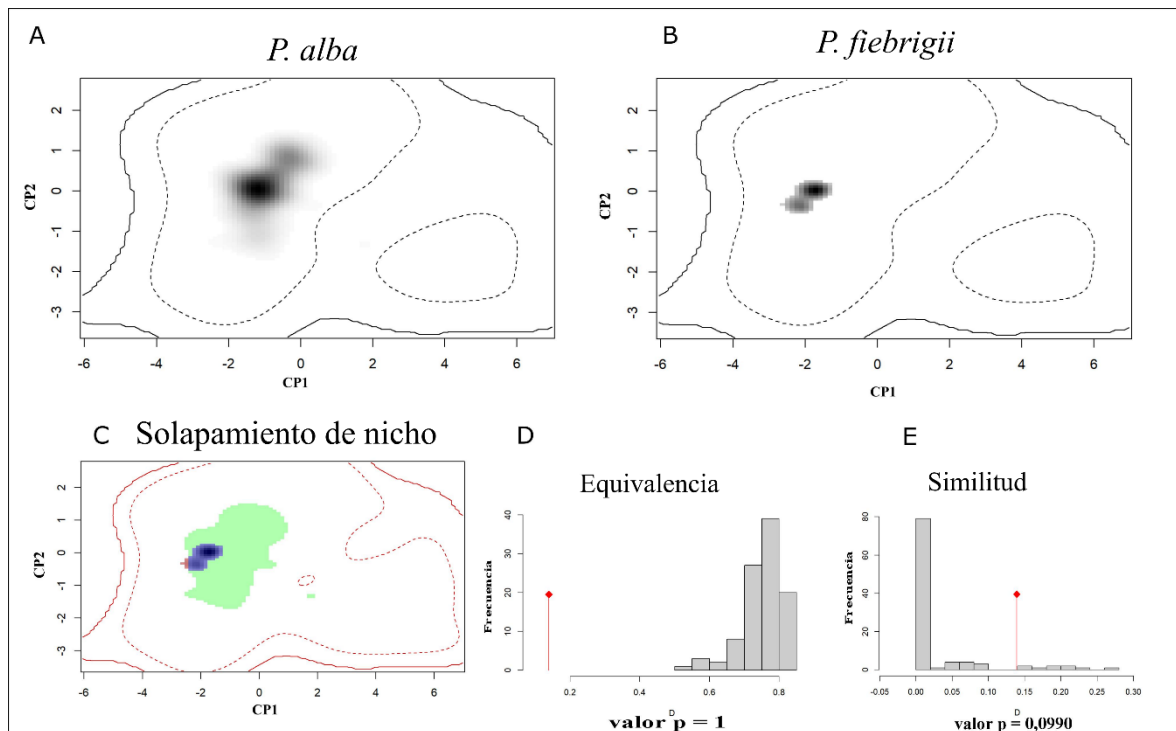 A
P. alba
CP2
2
1
0
-1
-2
-3
-6 -4 -2 0 2 4 6
CP1
B
P. fiebrigii
CP2
2
1
0
-1
-2
-3
-6 -4 -2 0 2 4 6
CP1
C Solapamiento de nicho
CP2
2
1
0
-1
-2
-3
-6 -4 -2 0 2 4 6
CP1
D
Equivalencia
Frecuencia
40
30
20
10
0
0.2 0.4 0.6 0.8
D
valor p = 1
E
Similitud
Frecuencia
80
60
40
20
0
-0.05 0.00 0.05 0.10 0.15 0.20 0.25 0.30
D
valor p = 0,0990